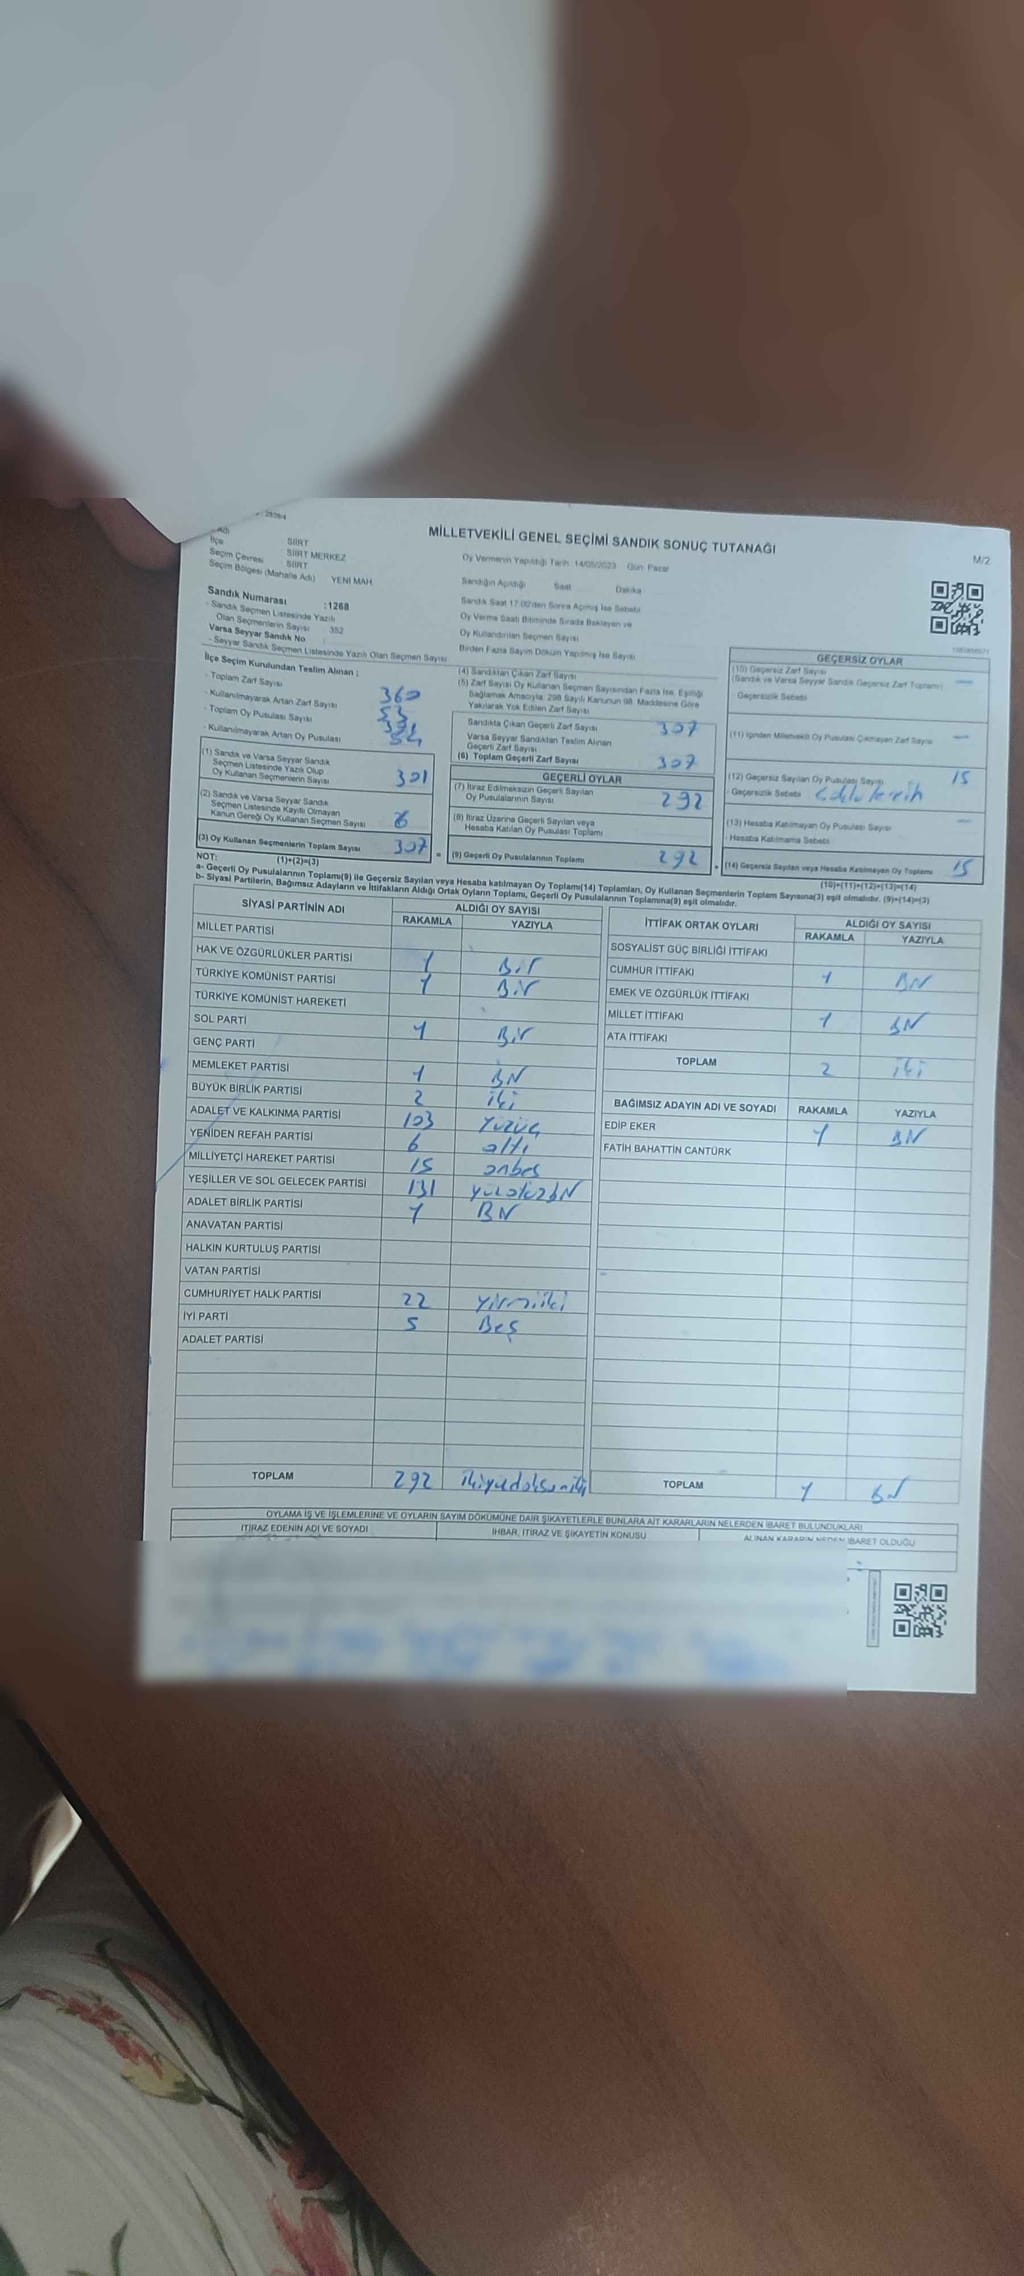 MİLLETVEKİLİ GENEL SEÇİMİ SANDIK SONUÇ TUTANAĞI
M/2
İlçe SİİRT MERKEZ
Seçim Çevresi : SİİRT
Seçim Bölgesi (Mahalle Adı) YENİ MAH.
Oy Vermenin Yapıldığı Tarih :14/05/2023 Gün: Pazar
Sandığın Açıldığı Saat Dakika
Sandık Saat 17.00'den Sonra Açılmış İse Sebebi
Oy Verme Saati Bitiminde Sırada Bekleyen ve
Oy Kullandırılan Seçmen Sayısı
Birden Fazla Sayım Döküm Yapılmış İse Sayısı
Sandık Numarası :1268
- Sandık Seçmen Listesinde Yazılı
Olan Seçmenlerin Sayısı : 352
Varsa Seyyar Sandık No
- Seyyar Sandık Seçmen Listesinde Yazılı Olan Seçmen Sayısı
İlçe Seçim Kurulundan Teslim Alınan ;
- Toplam Zarf Sayısı 360
- Kullanılmayarak Artan Zarf Sayısı 53
- Toplam Oy Pusulası Sayısı
- Kullanılmayarak Artan Oy Pusulası
(1) Sandık ve Varsa Seyyar Sandık
Seçmen Listesinde Yazılı Olup
Oy Kullanan Seçmenlerin Sayısı 301
(2) Sandık ve Varsa Seyyar Sandık
Seçmen Listesinde Kayıtlı Olmayan
Kanun Gereği Oy Kullanan Seçmen Sayısı 6
(3) Oy Kullanan Seçmenlerin Toplam Sayısı 307
(1)+(2)=(3)
(4) Sandıktan Çıkan Zarf Sayısı
(5) Zarf Sayısı Oy Kullanan Seçmen Sayısından Fazla İse, Eşitliği
Bağlamak Amacıyla; 298 Sayılı Kanunun 98. Maddesine Göre
Yakılarak Yok Edilen Zarf Sayısı
Sandıkta Çıkan Geçerli Zarf Sayısı 307
Varsa Seyyar Sandıktan Teslim Alınan
Geçerli Zarf Sayısı
(6) Toplam Geçerli Zarf Sayısı 307
GEÇERLİ OYLAR
(7) İtiraz Edilmeksizin Geçerli Sayılan
Oy Pusulalarının Sayısı 292
(8) İtiraz Üzerine Geçerli Sayılan veya
Hesaba Katılan Oy Pusulası Toplamı
(9) Geçerli Oy Pusulalarının Toplamı 292
GEÇERSİZ OYLAR
(10) Geçersiz Zarf Sayısı
(Sandık ve Varsa Seyyar Sandık Geçersiz Zarf Toplamı) —
- Geçersizlik Sebebi
(11) İçinden Milletvekili Oy Pusulası Çıkmayan Zarf Sayısı —
(12) Geçersiz Sayılan Oy Pusulası Sayısı 15
- Geçersizlik Sebebi
(13) Hesaba Katılmayan Oy Pusulası Sayısı —
- Hesaba Katılmama Sebebi
(14) Geçersiz Sayılan veya Hesaba Katılmayan Oy Toplamı 15
(10)+(11)+(12)+(13)=(14)
NOT:
a- Geçerli Oy Pusulalarının Toplamı(9) ile Geçersiz Sayılan veya Hesaba katılmayan Oy Toplamı(14) Toplamları, Oy Kullanan Seçmenlerin Toplam Sayısına(3) eşit olmalıdır. (9)+(14)=(3)
b- Siyasi Partilerin, Bağımsız Adayların ve İttifakların Aldığı Ortak Oyların Toplamı, Geçerli Oy Pusulalarının Toplamına(9) eşit olmalıdır.
SİYASİ PARTİNİN ADI ALDIĞI OY SAYISI
RAKAMLA YAZIYLA
MİLLET PARTİSİ
HAK VE ÖZGÜRLÜKLER PARTİSİ 1 Bir
TÜRKİYE KOMÜNİST PARTİSİ 1 Bir
TÜRKİYE KOMÜNİST HAREKETİ
SOL PARTİ 1 Bir
GENÇ PARTİ
MEMLEKET PARTİSİ 1 Bir
BÜYÜK BİRLİK PARTİSİ 2 iki
ADALET VE KALKINMA PARTİSİ 103 Yüzüç
YENİDEN REFAH PARTİSİ 6 altı
MİLLİYETÇİ HAREKET PARTİSİ 15 onbeş
YEŞİLLER VE SOL GELECEK PARTİSİ 131 yüzotuzbir
ADALET BİRLİK PARTİSİ 1 Bir
ANAVATAN PARTİSİ
HALKIN KURTULUŞ PARTİSİ
VATAN PARTİSİ
CUMHURİYET HALK PARTİSİ 22 yirmiiki
İYİ PARTİ 5 Beş
ADALET PARTİSİ
TOPLAM 292 ikiyüzdoksaniki
İTTİFAK ORTAK OYLARI ALDIĞI OY SAYISI
RAKAMLA YAZIYLA
SOSYALİST GÜÇ BİRLİĞİ İTTİFAKI
CUMHUR İTTİFAKI 1 Bir
EMEK VE ÖZGÜRLÜK İTTİFAKI
MİLLET İTTİFAKI 1 Bir
ATA İTTİFAKI
TOPLAM 2 iki
BAĞIMSIZ ADAYIN ADI VE SOYADI RAKAMLA YAZIYLA
EDİP EKER 1 Bir
FATİH BAHATTİN CANTÜRK
TOPLAM 1 Bir
OYLAMA İŞ VE İŞLEMLERİNE VE OYLARIN SAYIM DÖKÜMÜNE DAİR ŞİKAYETLERLE BUNLARA AİT KARARLARIN NELERDEN İBARET BULUNDUKLARI
İTİRAZ EDENİN ADI VE SOYADI İHBAR, İTİRAZ VE ŞİKAYETİN KONUSU ALINAN KARARIN NEDEN İBARET OLDUĞU